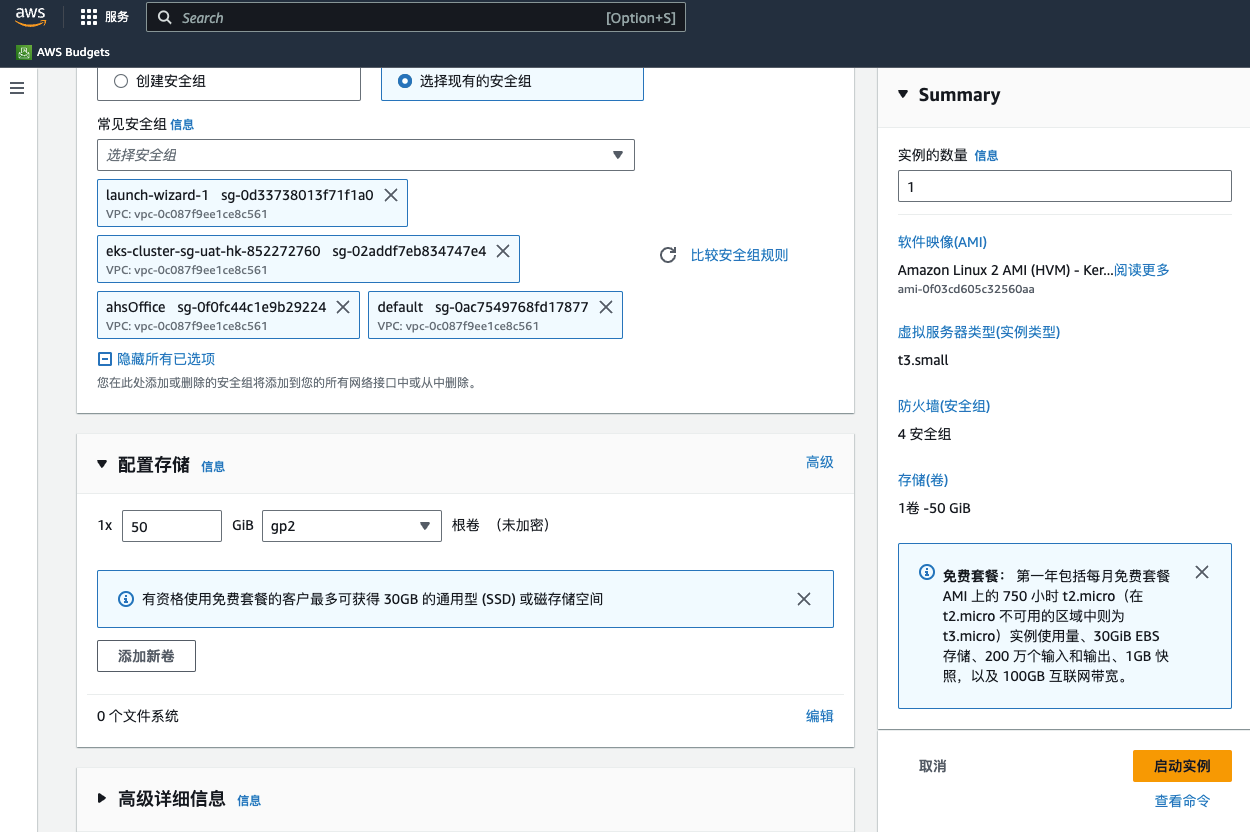 aws
服务
Search
[Option+S]
AWS Budgets
创建安全组
选择现有的安全组
常见安全组 信息
选择安全组
launch-wizard-1 sg-0d33738013f71f1a0
VPC: vpc-0c087f9ee1ce8c561
eks-cluster-sg-uat-hk-852272760 sg-02addf7eb834747e4
VPC: vpc-0c087f9ee1ce8c561
比较安全组规则
ahsOffice sg-0f0fc44c1e9b29224
VPC: vpc-0c087f9ee1ce8c561
default sg-0ac7549768fd17877
VPC: vpc-0c087f9ee1ce8c561
隐藏所有已选项
您在此处添加或删除的安全组将添加到您的所有网络接口中或从中删除。
配置存储 信息
高级
1x
50
GiB
gp2
根卷 （未加密）
有资格使用免费套餐的客户最多可获得 30GB 的通用型 (SSD) 或磁存储空间
添加新卷
0 个文件系统
编辑
高级详细信息 信息
Summary
实例的数量 信息
1
软件映像(AMI)
Amazon Linux 2 AMI (HVM) - Ker...阅读更多
ami-0f03cd605c32560aa
虚拟服务器类型(实例类型)
t3.small
防火墙(安全组)
4 安全组
存储(卷)
1卷 -50 GiB
免费套餐： 第一年包括每月免费套餐
AMI 上的 750 小时 t2.micro（在
t2.micro 不可用的区域中则为
t3.micro）实例使用量、30GiB EBS
存储、200 万个输入和输出、1GB 快
照，以及 100GB 互联网带宽。
取消
启动实例
查看命令